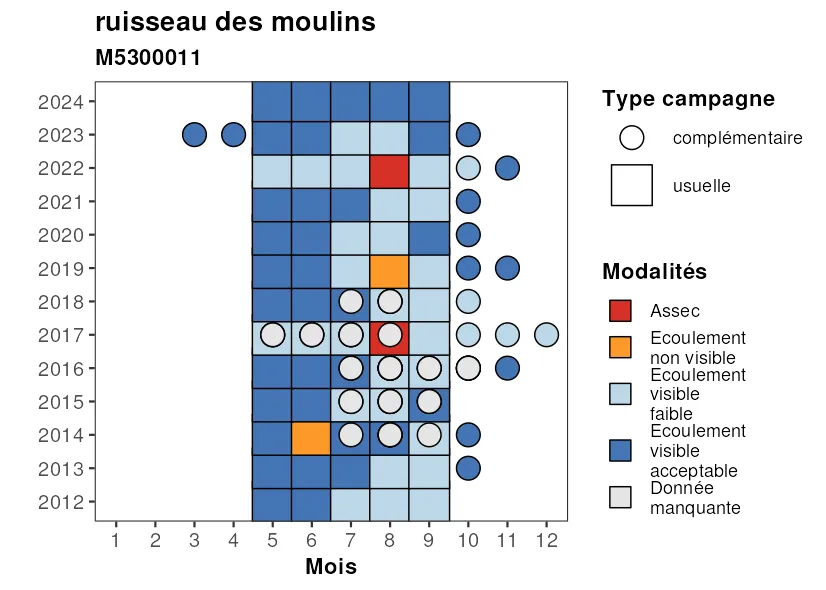 ruisseau des moulins
M5300011
2024
2023
2022
2021
2020
2019
2018
2017
2016
2015
2014
2013
2012
1 2 3 4 5 6 7 8 9 10 11 12
Mois
Type campagne
complémentaire
usuelle
Modalités
Assec
Ecoulement
non visible
Ecoulement
visible
faible
Ecoulement
visible
acceptable
Donnée
manquante